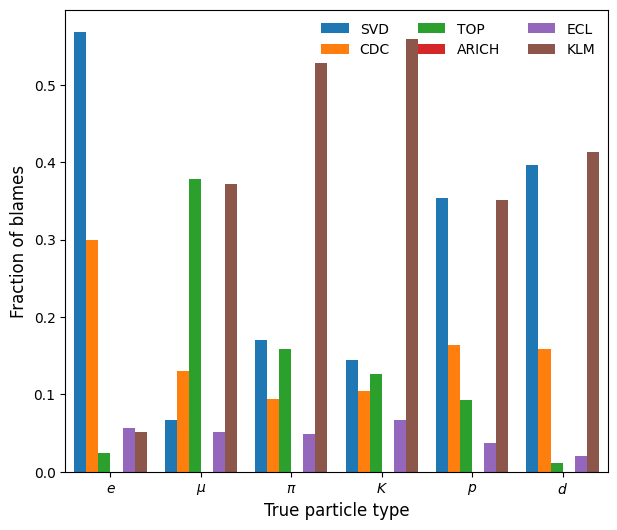 SVD TOP ECL
CDC ARICH KLM
0.5
0.4
0.3
0.2
0.1
0.0
Fraction of blames
e μ π K p d
True particle type